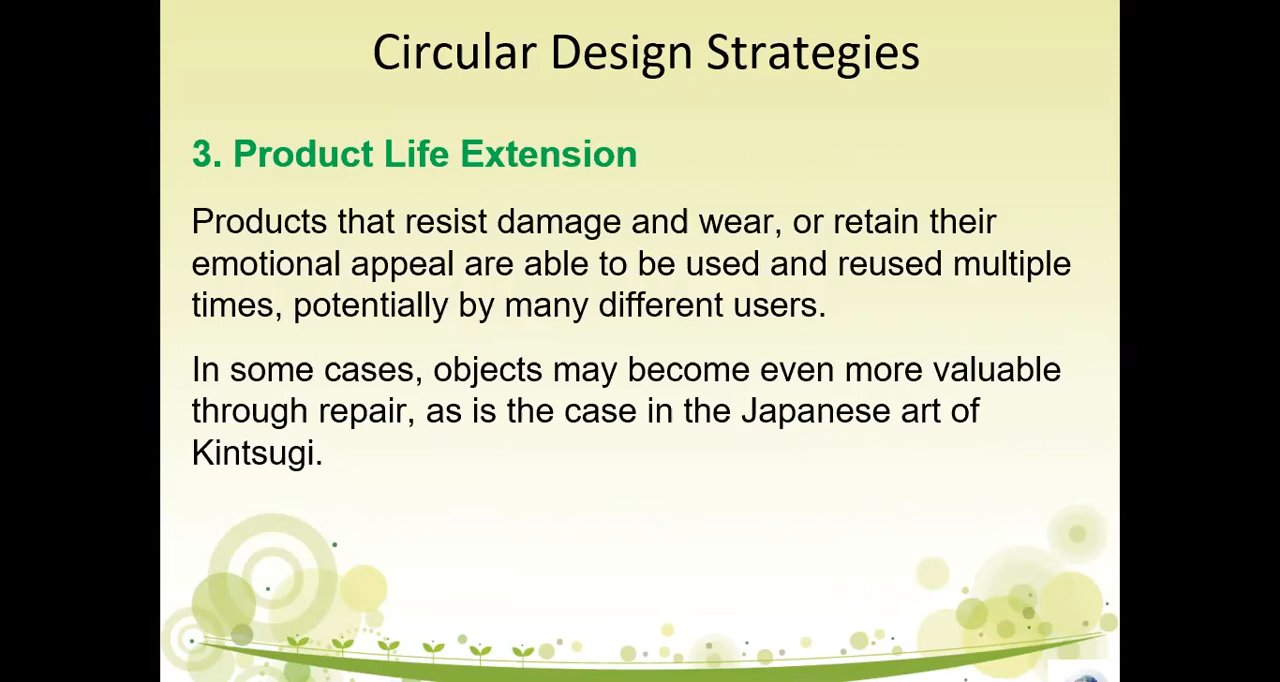 Circular Design Strategies
3. Product Life Extension
Products that resist damage and wear, or retain their
emotional appeal are able to be used and reused multiple
times, potentially by many different users.
In some cases, objects may become even more valuable
through repair, as is the case in the Japanese art of
Kintsugi.